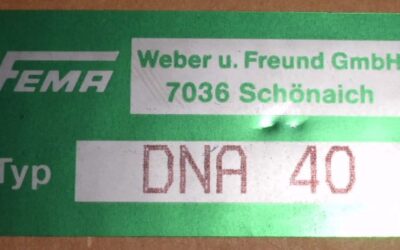 FEMA
Weber u. Freund GmbH
7036 Schönaich
Typ DNA 40